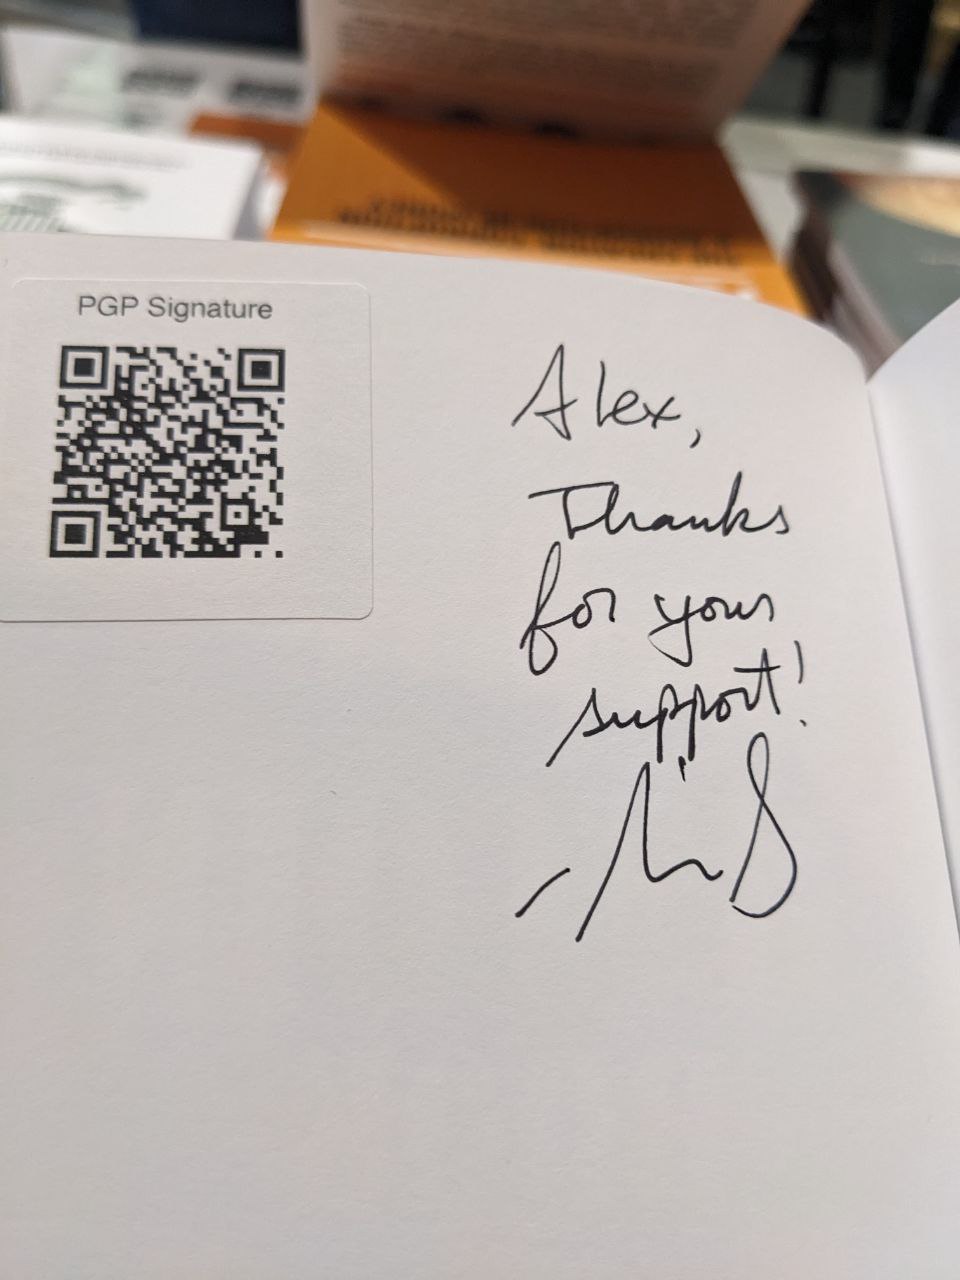 PGP Signature
Alex,
Thanks
for your
support!